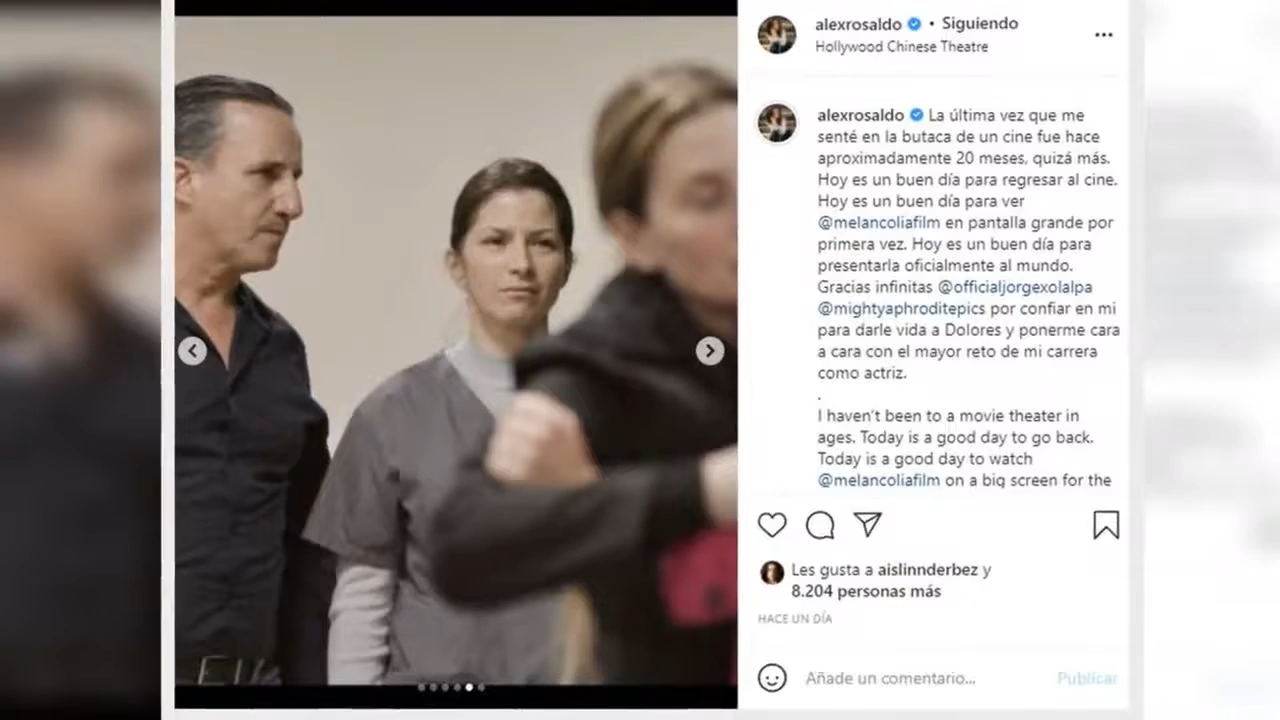 alexrosaldo • Siguiendo
Hollywood Chinese Theatre
alexrosaldo La última vez que me
senté en la butaca de un cine fue hace
aproximadamente 20 meses, quizá más.
Hoy es un buen día para regresar al cine.
Hoy es un buen día para ver
@melancoliafilm en pantalla grande por
primera vez. Hoy es un buen día para
presentarla oficialmente al mundo.
Gracias infinitas @officialjorgexolalpa
@mightyaphroditepics por confiar en mi
para darle vida a Dolores y ponerme cara
a cara con el mayor reto de mi carrera
como actriz.
.
I haven't been to a movie theater in
ages. Today is a good day to go back.
Today is a good day to watch
@melancoliafilm on a big screen for the
Les gusta a aislinnderbez y
8.204 personas más
HACE UN DÍA
Añade un comentario...
Publicar